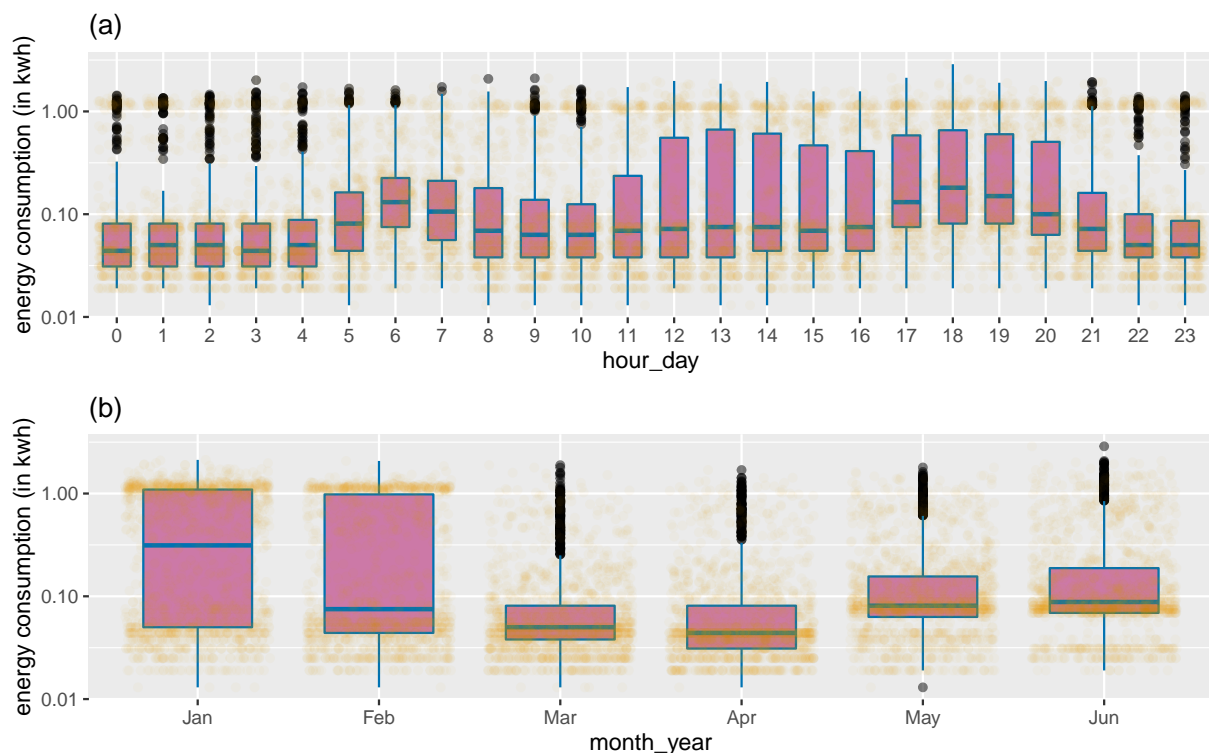 (a)
energy consumption (in kwh)
1.00
0.10
0.01
0 1 2 3 4 5 6 7 8 9 10 11 12 13 14 15 16 17 18 19 20 21 22 23
hour_day
(b)
energy consumption (in kwh)
1.00
0.10
0.01
Jan Feb Mar Apr May Jun
month_year